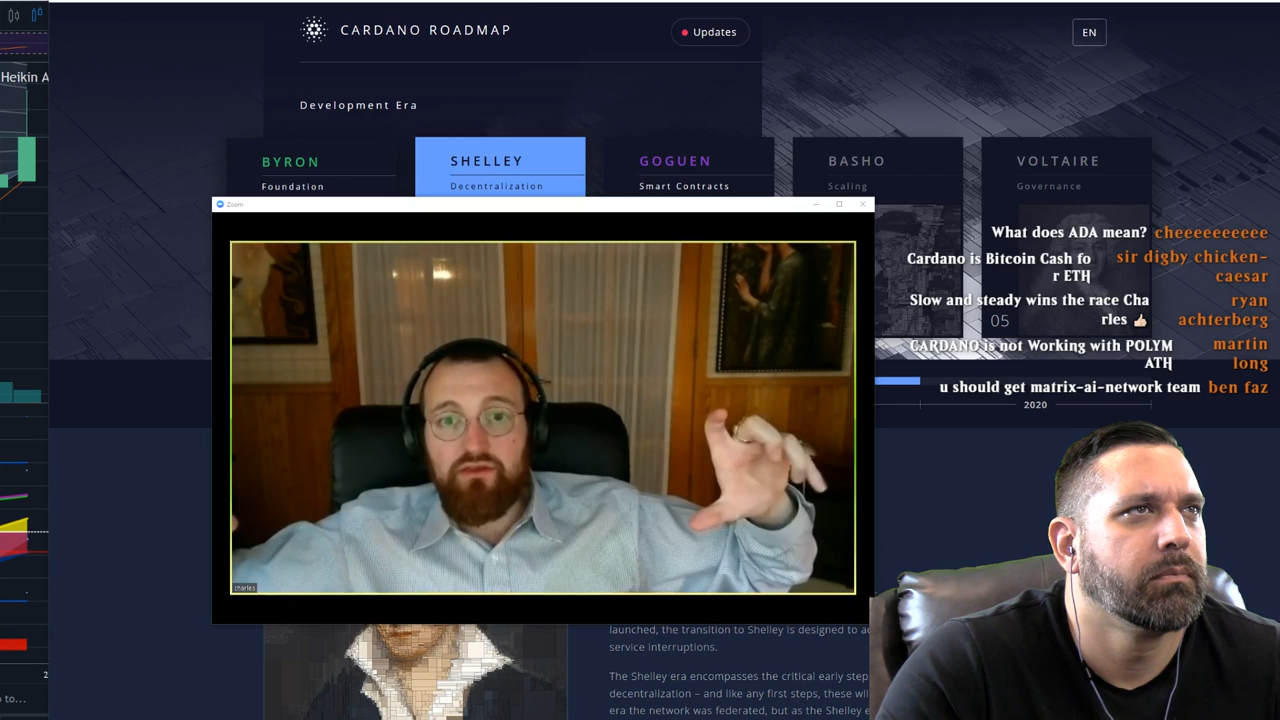 Heikin A
CARDANO ROADMAP
Updates
EN
Development Era
BYRON
Foundation
SHELLEY
Decentralization
GOGUEN
Smart Contracts
BASHO
Scaling
VOLTAIRE
Governance
Zoom
charles
What does ADA mean? cheeeeeeeeee
Cardano is Bitcoin Cash fo
r ETH
sir digby chicken-
caesar
Slow and steady wins the race Cha
rles 👍🏻
ryan
achterberg
05
CARDANO is not Working with POLYM
ATH
martin
long
u should get matrix-ai-network team ben faz
2020
launched, the transition to Shelley is designed to
service interruptions.
The Shelley era encompasses the critical early step
decentralization – and like any first steps, these wil
era the network was federated, but as the Shelley e
2
to...